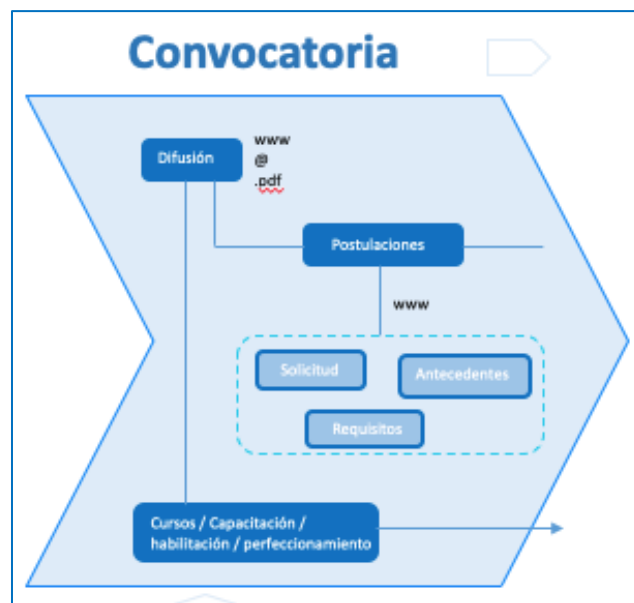 Convocatoria
Difusión
www
@
.pdf
Postulaciones
www
Solicitud
Antecedentes
Requisitos
Cursos / Capacitación /
habilitación / perfeccionamiento